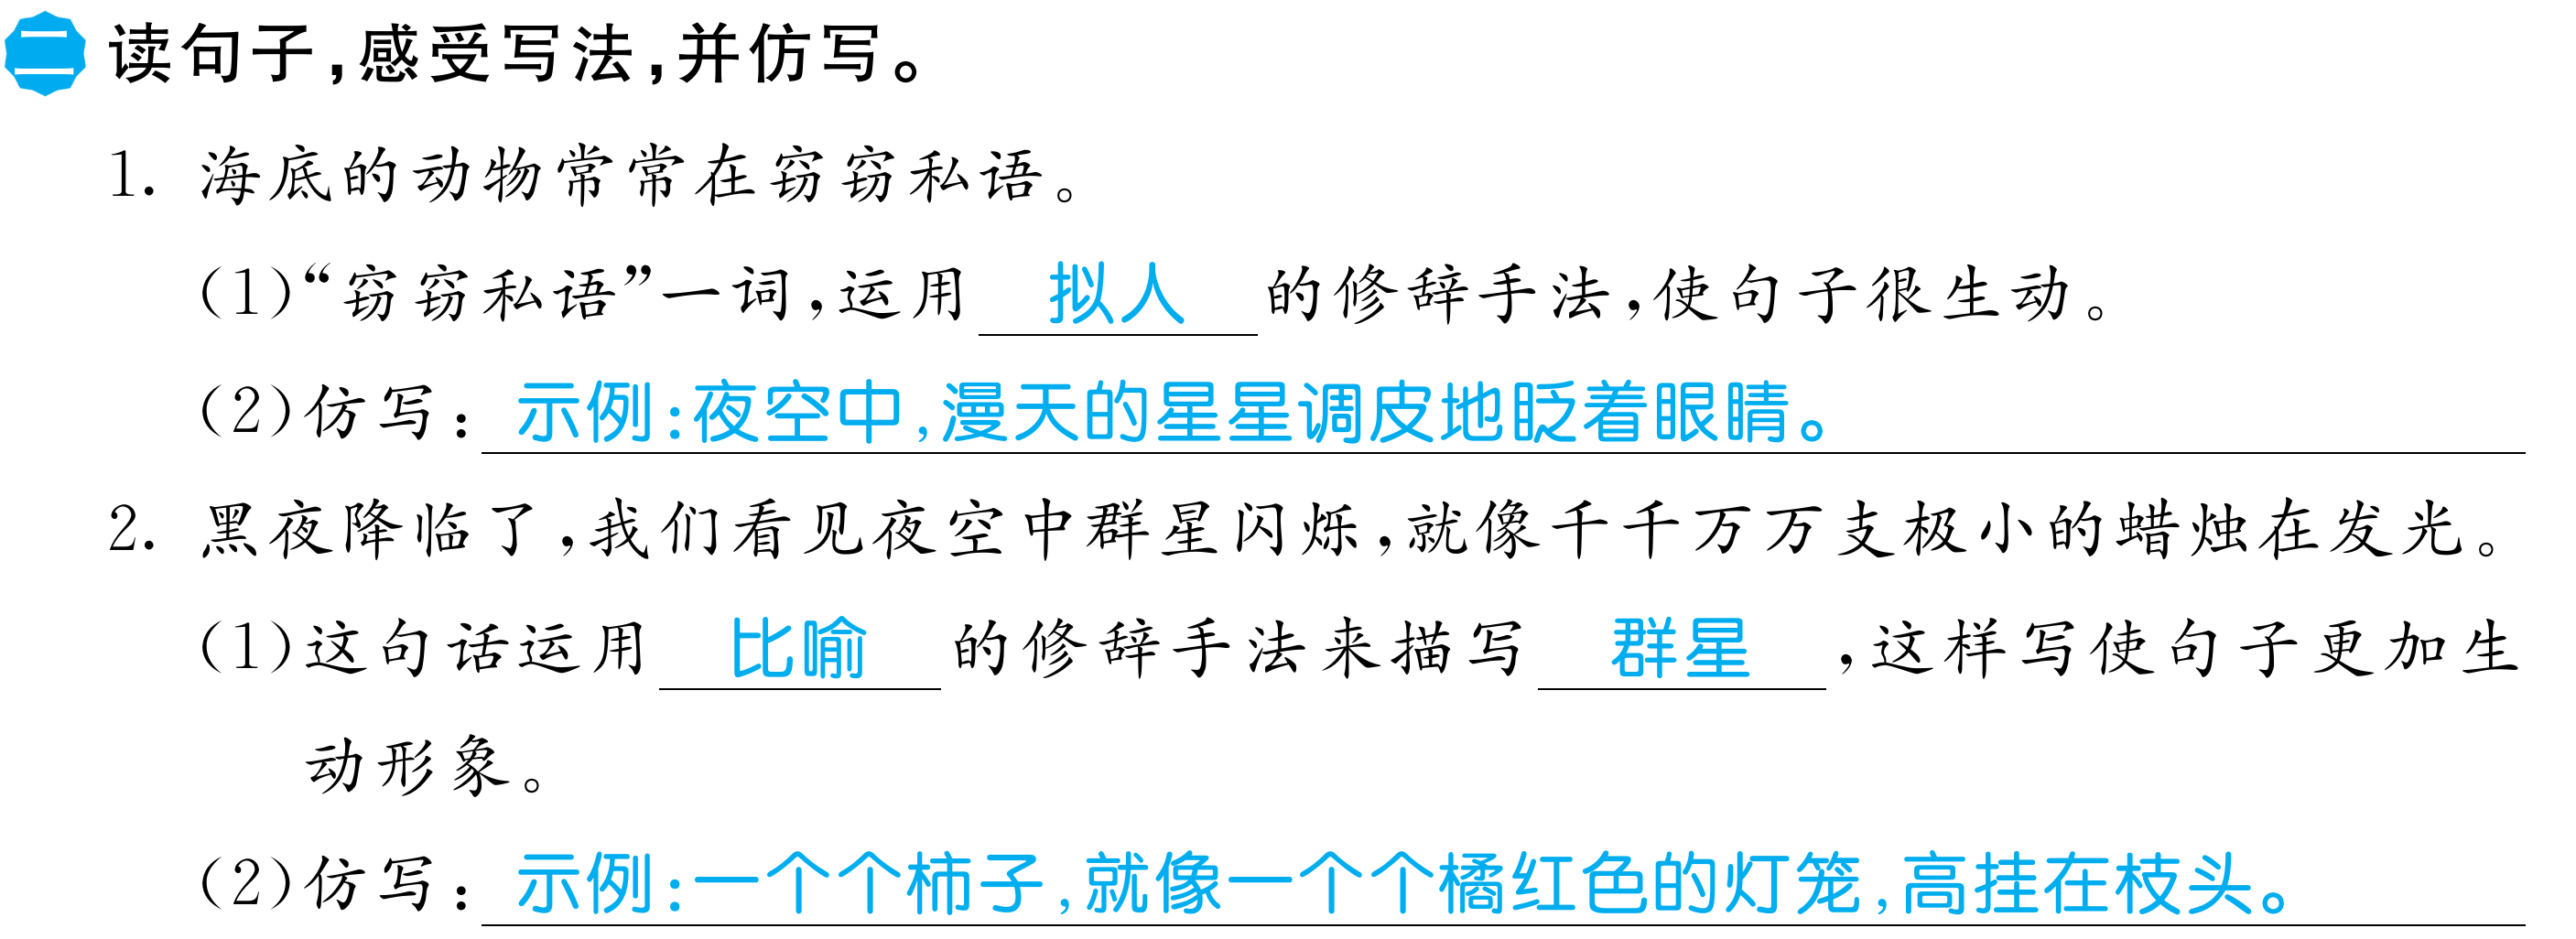 二 读句子,感受写法,并仿写。
1. 海底的动物常常在窃窃私语。
(1)“窃窃私语”一词,运用 拟人 的修辞手法,使句子很生动。
(2)仿写: 示例:夜空中,漫天的星星调皮地眨着眼睛。
2. 黑夜降临了,我们看见夜空中群星闪烁,就像千千万万支极小的蜡烛在发光。
(1)这句话运用 比喻 的修辞手法来描写 群星 ,这样写使句子更加生
动形象。
(2)仿写: 示例:一个个柿子,就像一个个橘红色的灯笼,高挂在枝头。